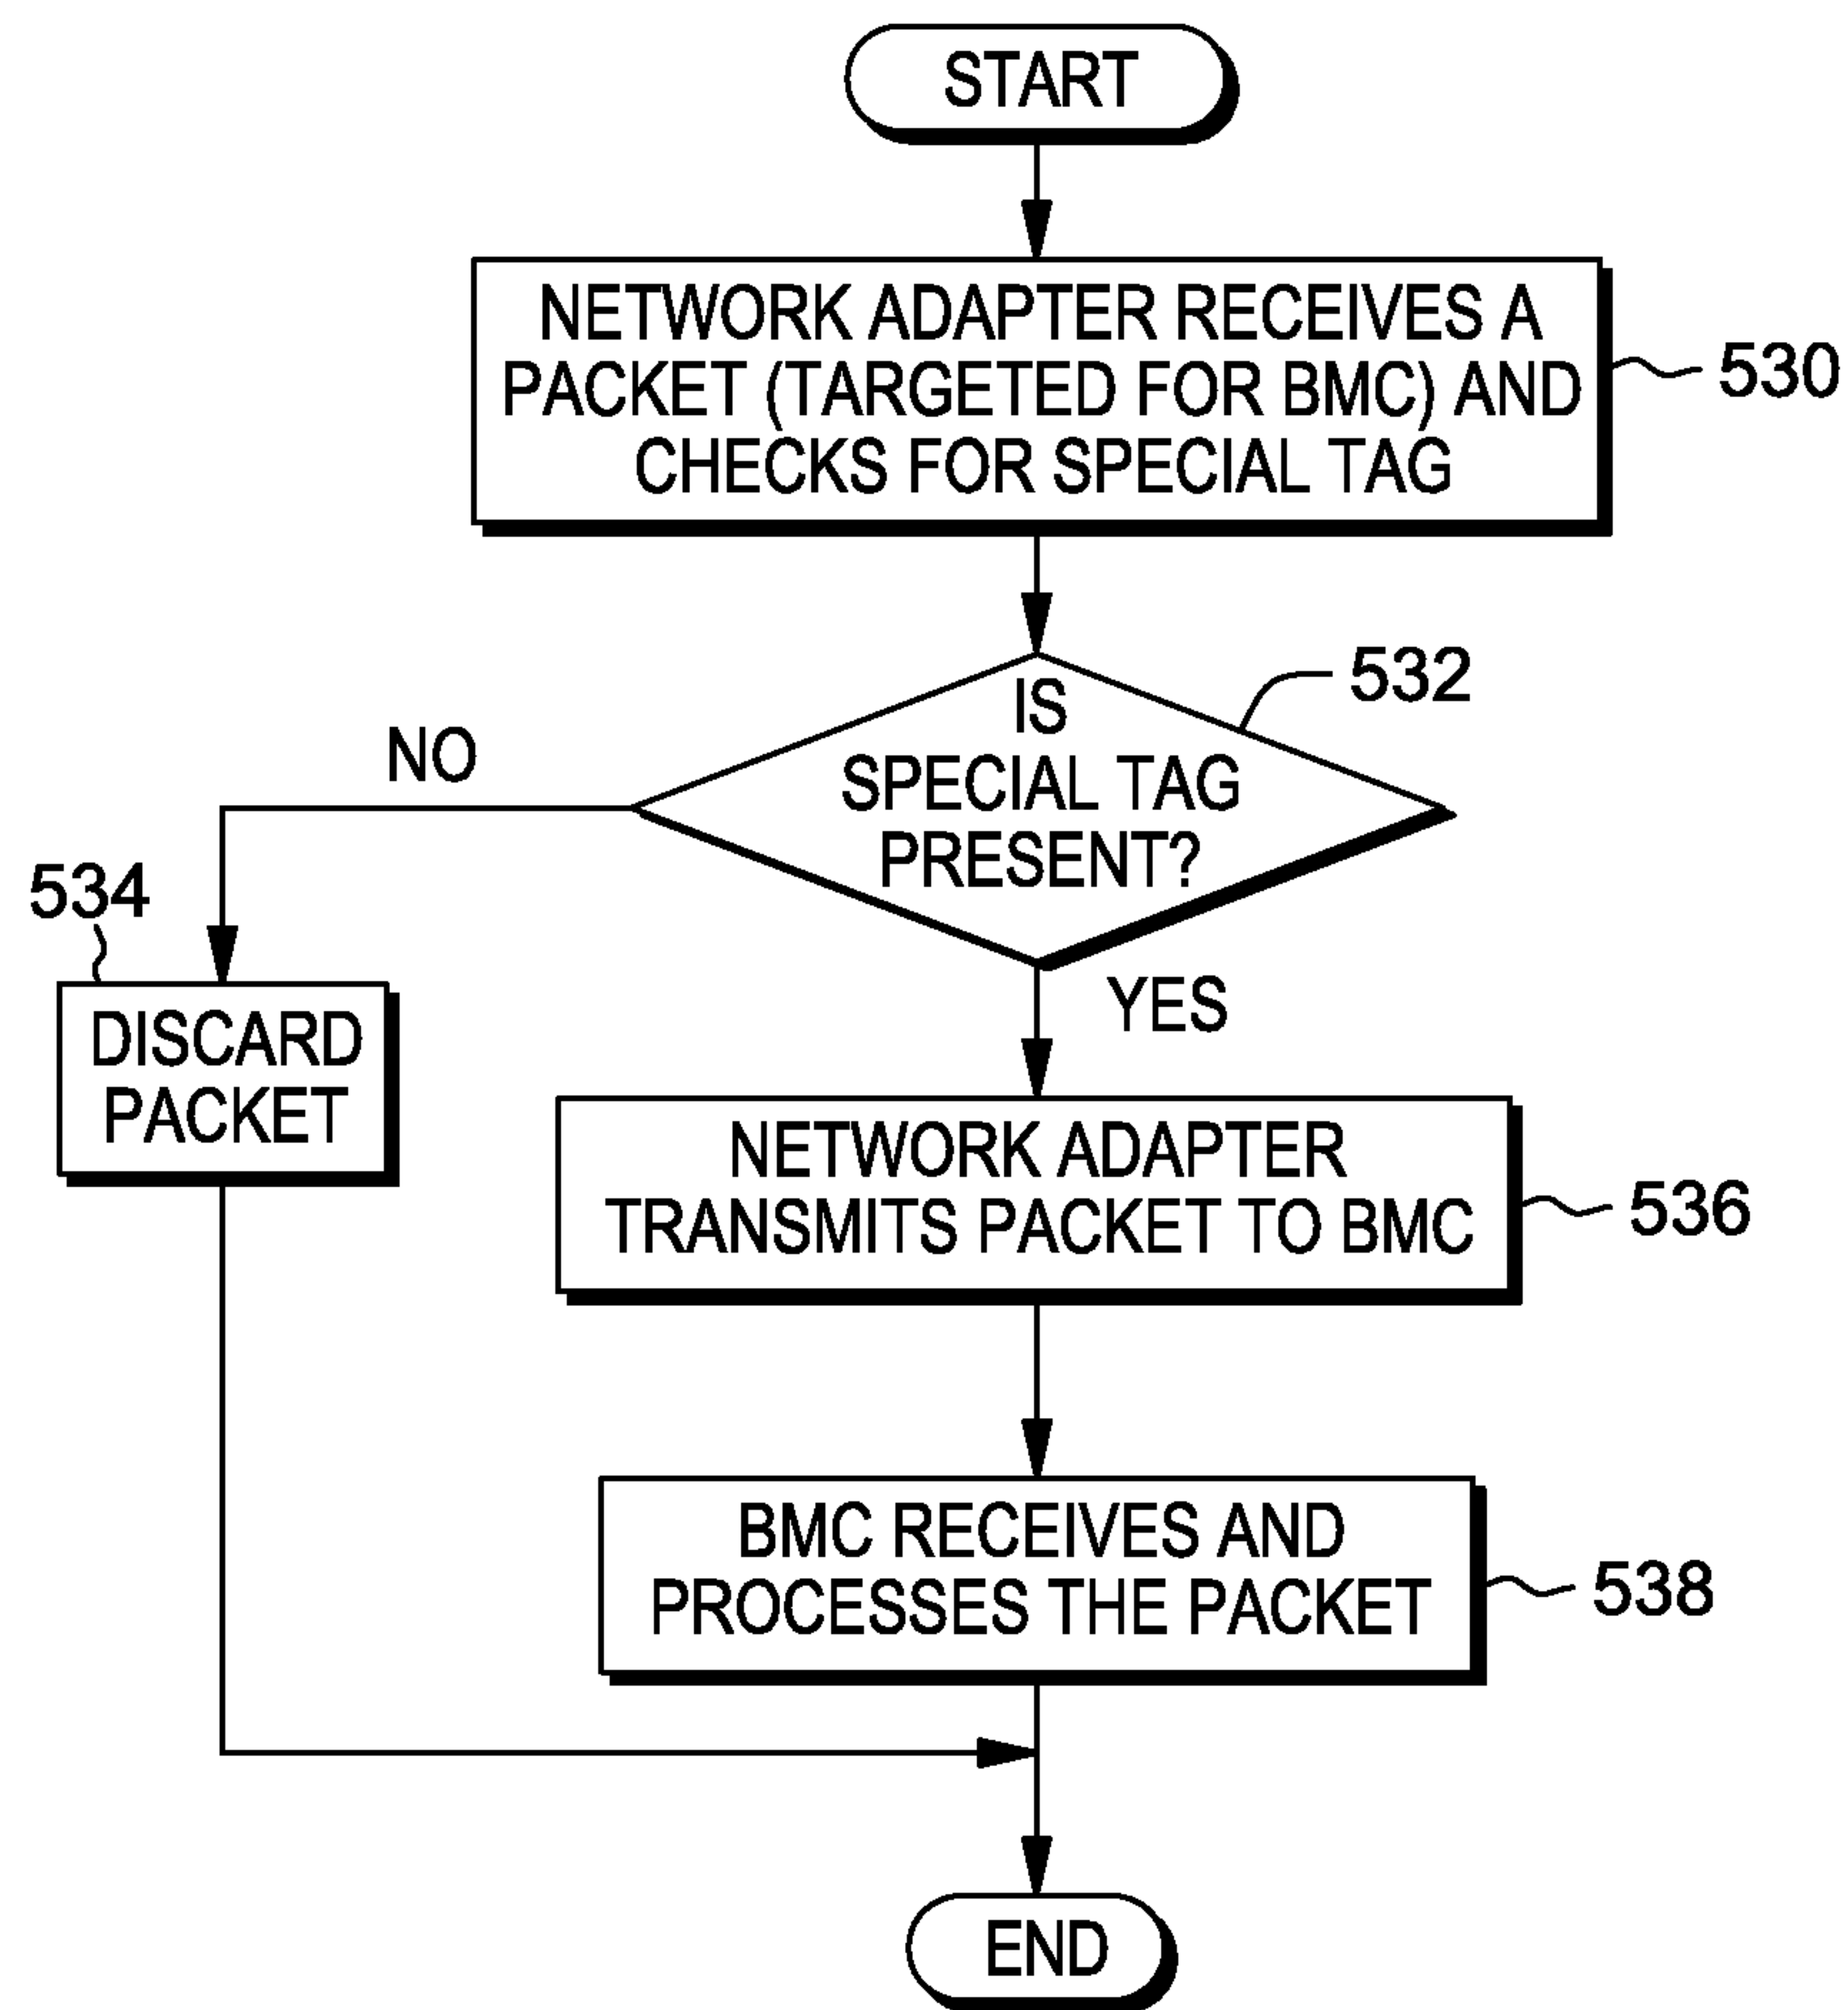 START
NETWORK ADAPTER RECEIVES A
PACKET (TARGETED FOR BMC) AND
CHECKS FOR SPECIAL TAG
530
532
IS
SPECIAL TAG
PRESENT?
NO
534
DISCARD
PACKET
YES
NETWORK ADAPTER
TRANSMITS PACKET TO BMC
536
BMC RECEIVES AND
PROCESSES THE PACKET
538
END